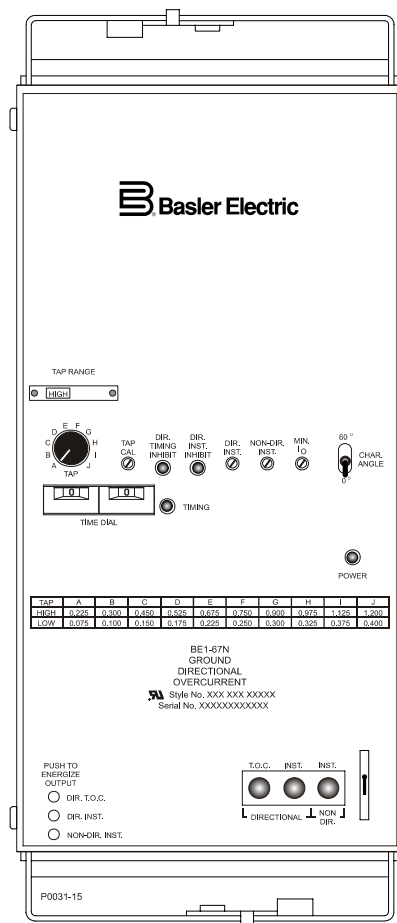 Basler Electric
TAP RANGE
HIGH
A B C D E F G H I J
TAP
TAP CAL
DIR. TIMING INHIBIT
DIR. INST. INHIBIT
DIR. INST.
NON-DIR. INST.
MIN. IO
60°
CHAR. ANGLE
0°
0 0
TIME DIAL
TIMING
POWER
TAP A B C D E F G H I J
HIGH 0.225 0.300 0.450 0.525 0.675 0.750 0.900 0.975 1.125 1.200
LOW 0.075 0.100 0.150 0.175 0.225 0.250 0.300 0.325 0.375 0.400
BE1-67N
GROUND
DIRECTIONAL
OVERCURRENT
Style No. XXX XXX XXXXX
Serial No. XXXXXXXXXXXX
PUSH TO
ENERGIZE
OUTPUT
DIR. T.O.C.
DIR. INST.
NON-DIR. INST.
T.O.C. INST. INST.
DIRECTIONAL
NON
DIR.
P0031-15